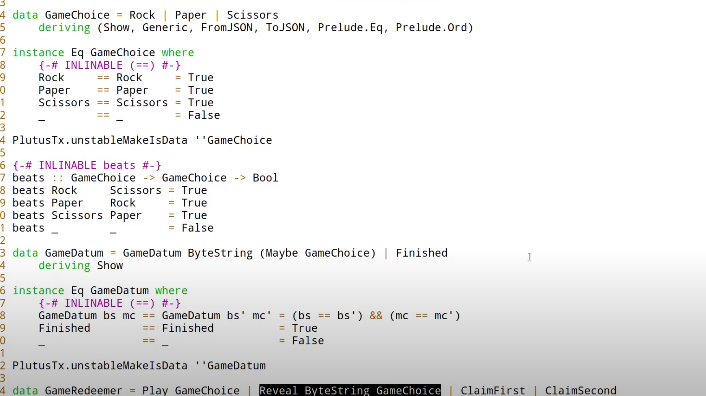 3
4 data GameChoice = Rock | Paper | Scissors
5     deriving (Show, Generic, FromJSON, ToJSON, Prelude.Eq, Prelude.Ord)
6
7 instance Eq GameChoice where
8     {-# INLINABLE (==) #-}
9     Rock     == Rock     = True
0     Paper    == Paper    = True
1     Scissors == Scissors = True
2     _        == _        = False
3
4 PlutusTx.unstableMakeIsData ''GameChoice
5
6 {-# INLINABLE beats #-}
7 beats :: GameChoice -> GameChoice -> Bool
8 beats Rock     Scissors = True
9 beats Paper    Rock     = True
0 beats Scissors Paper    = True
1 beats _        _        = False
2
3 data GameDatum = GameDatum ByteString (Maybe GameChoice) | Finished
4     deriving Show
5
6 instance Eq GameDatum where
7     {-# INLINABLE (==) #-}
8     GameDatum bs mc == GameDatum bs' mc' = (bs == bs') && (mc == mc')
9     Finished        == Finished          = True
0     _               == _                 = False
1
2 PlutusTx.unstableMakeIsData ''GameDatum
3
4 data GameRedeemer = Play GameChoice | Reveal ByteString GameChoice | ClaimFirst | ClaimSecond